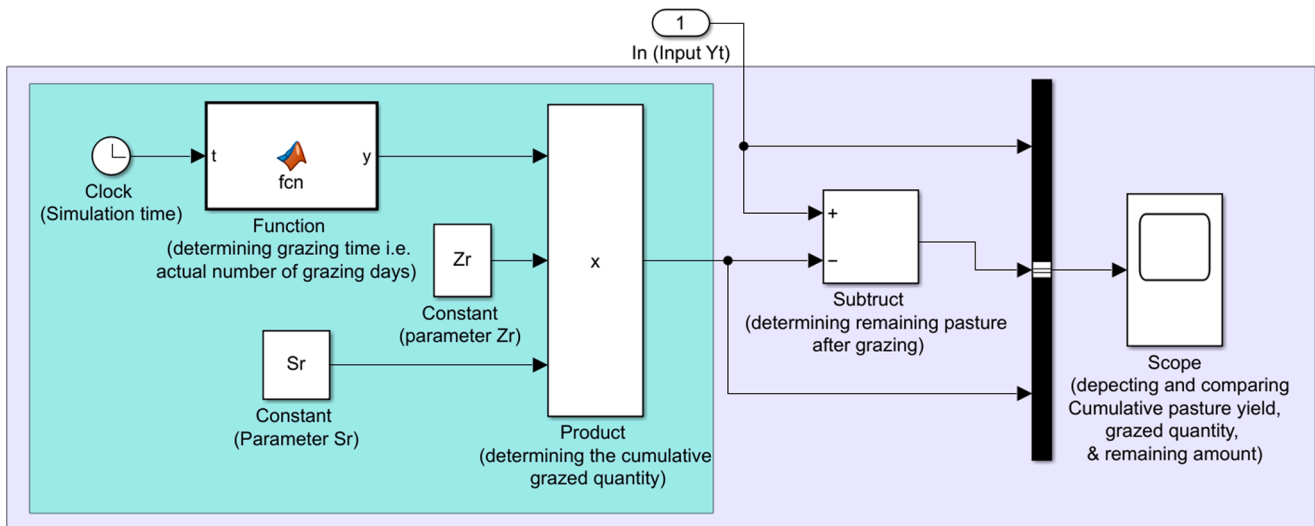 1
In (Input Yt)
t
y
fcn
Clock
(Simulation time)
Function
(determining grazing time i.e.
actual number of grazing days)
Zr
Constant
(parameter Zr)
Sr
Constant
(Parameter Sr)
x
Product
(determining the cumulative
grazed quantity)
+
−
Subtruct
(determining remaining pasture
after grazing)
Scope
(depecting and comparing
Cumulative pasture yield,
grazed quantity,
& remaining amount)